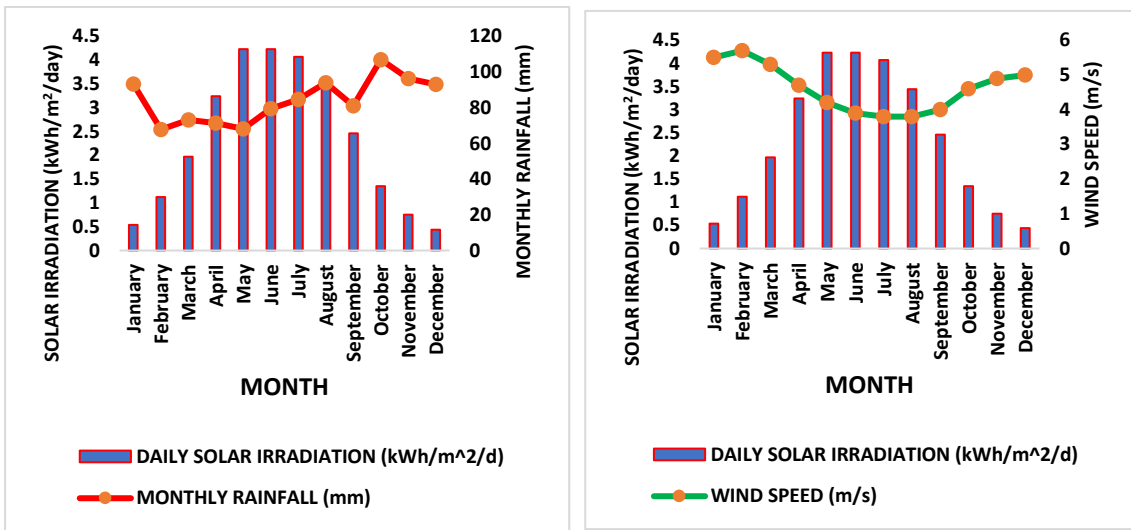 SOLAR IRRADIATION (kWh/m²/day)
4.5
4
3.5
3
2.5
2
1.5
1
0.5
0
120
100
80
60
40
20
0
MONTHLY RAINFALL (mm)
January
February
March
April
May
June
July
August
September
October
November
December
MONTH
DAILY SOLAR IRRADIATION (kWh/m^2/d)
MONTHLY RAINFALL (mm)
SOLAR IRRADIATION (kWh/m²/day)
4.5
4
3.5
3
2.5
2
1.5
1
0.5
0
6
5
4
3
2
1
0
WIND SPEED (m/s)
January
February
March
April
May
June
July
August
September
October
November
December
MONTH
DAILY SOLAR IRRADIATION (kWh/m^2/d)
WIND SPEED (m/s)